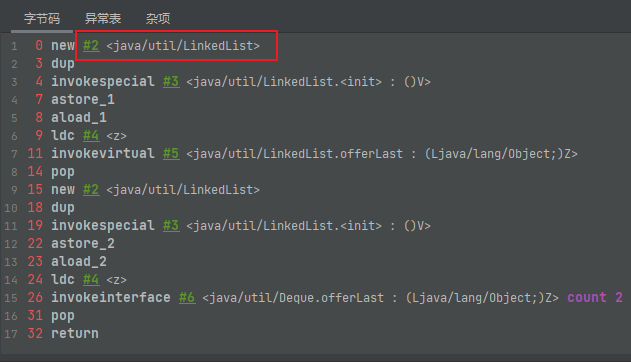 字节码 异常表 杂项
1 0 new #2 <java/util/LinkedList>
2 3 dup
3 4 invokespecial #3 <java/util/LinkedList.<init> : ()V>
4 7 astore_1
5 8 aload_1
6 9 ldc #4 <z>
7 11 invokevirtual #5 <java/util/LinkedList.offerLast : (Ljava/lang/Object;)Z>
8 14 pop
9 15 new #2 <java/util/LinkedList>
10 18 dup
11 19 invokespecial #3 <java/util/LinkedList.<init> : ()V>
12 22 astore_2
13 23 aload_2
14 24 ldc #4 <z>
15 26 invokeinterface #6 <java/util/Deque.offerLast : (Ljava/lang/Object;)Z> count 2
16 31 pop
17 32 return